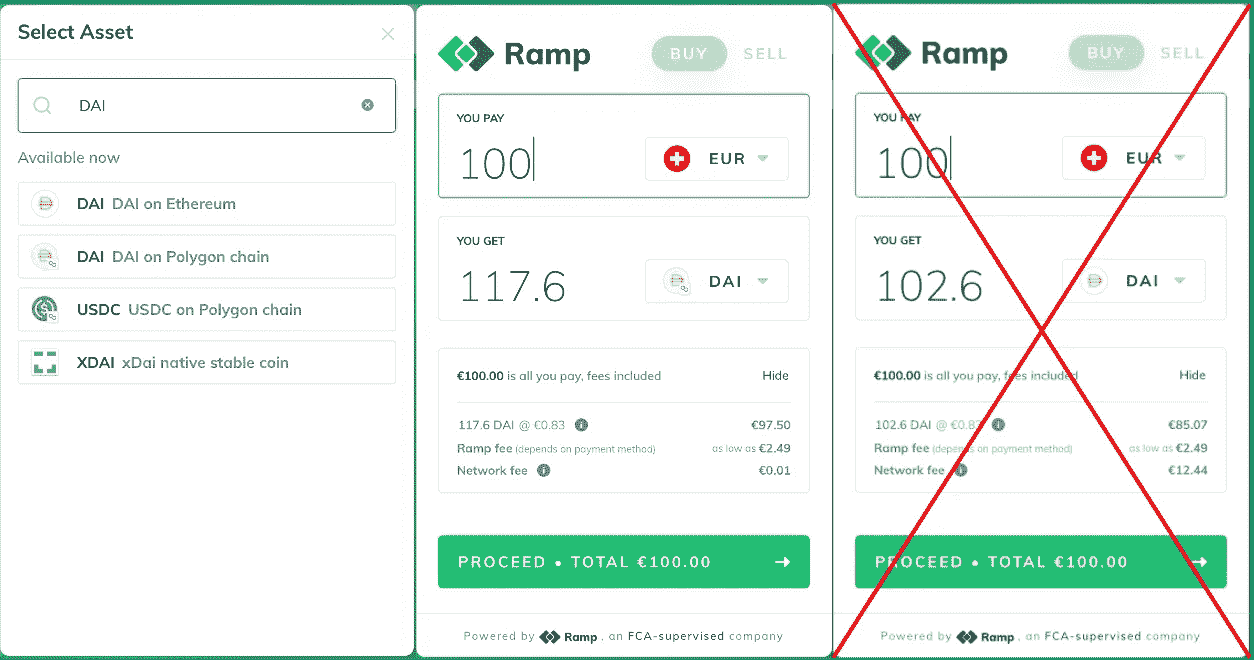 Select Asset
DAI
Available now
DAI DAI on Ethereum
DAI DAI on Polygon chain
USDC USDC on Polygon chain
XDAI xDai native stable coin
Ramp
BUY SELL
YOU PAY
100 EUR
YOU GET
117.6 DAI
€100.00 is all you pay, fees included Hide
117.6 DAI @ €0.83 €97.50
Ramp fee (depends on payment method) as low as €2.49
Network fee €0.01
PROCEED • TOTAL €100.00
Powered by Ramp , an FCA-supervised company
Ramp
BUY SELL
YOU PAY
100 EUR
YOU GET
102.6 DAI
€100.00 is all you pay, fees included Hide
102.6 DAI @ €0.83 €85.07
Ramp fee (depends on payment method) as low as €2.49
Network fee €12.44
PROCEED • TOTAL €100.00
Powered by Ramp , an FCA-supervised company